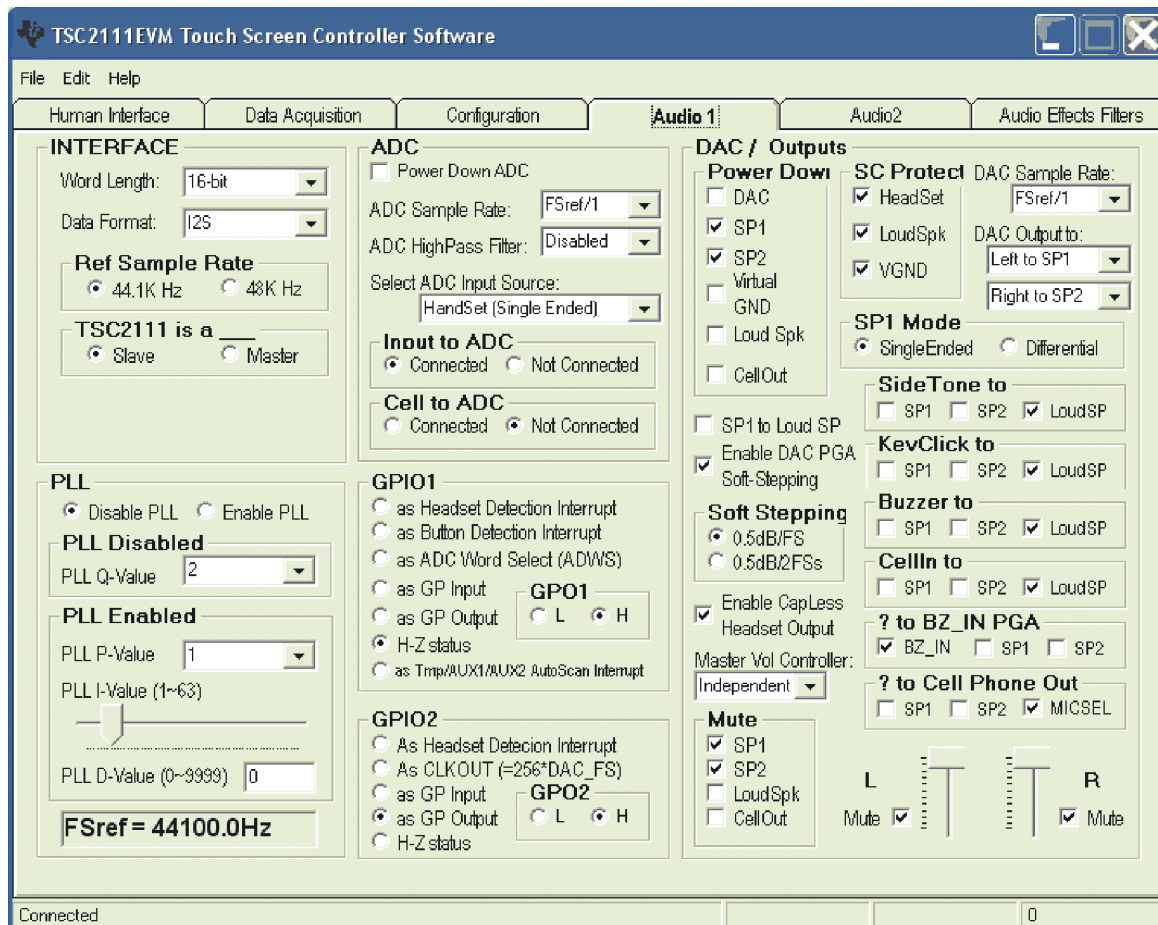 TSC2111EVM Touch Screen Controller Software
File Edit Help
Human Interface
Data Acquisition
Configuration
Audio 1
Audio2
Audio Effects Filters
INTERFACE
Word Length: 16-bit
Data Format: I2S
Ref Sample Rate
44.1K Hz 48K Hz
TSC2111 is a ___
Slave Master
PLL
Disable PLL Enable PLL
PLL Disabled
PLL Q-Value 2
PLL Enabled
PLL P-Value 1
PLL I-Value (1~63)
PLL D-Value (0~9999) 0
FSref = 44100.0Hz
ADC
Power Down ADC
ADC Sample Rate: FSref/1
ADC HighPass Filter: Disabled
Select ADC Input Source:
HandSet (Single Ended)
Input to ADC
Connected Not Connected
Cell to ADC
Connected Not Connected
GPIO1
as Headset Detection Interrupt
as Button Detection Interrupt
as ADC Word Select (ADWS)
as GP Input
as GP Output
GPO1
L H
H-Z status
as Tmp/AUX1/AUX2 AutoScan Interrupt
GPIO2
As Headset Detecion Interrupt
As CLKOUT (=256*DAC_FS)
as GP Input
as GP Output
GPO2
L H
H-Z status
DAC / Outputs
Power Down
DAC
SP1
SP2
Virtual
GND
Loud Spk
CellOut
SC Protect
HeadSet
LoudSpk
VGND
DAC Sample Rate:
FSref/1
DAC Output to:
Left to SP1
Right to SP2
SP1 Mode
SingleEnded Differential
SP1 to Loud SP
Enable DAC PGA
Soft-Stepping
Soft Stepping
0.5dB/FS
0.5dB/2FSs
Enable CapLess
Headset Output
Master Vol Controller:
Independent
Mute
SP1
SP2
LoudSpk
CellOut
SideTone to
SP1 SP2 LoudSP
KeyClick to
SP1 SP2 LoudSP
Buzzer to
SP1 SP2 LoudSP
CellIn to
SP1 SP2 LoudSP
? to BZ_IN PGA
BZ_IN SP1 SP2
? to Cell Phone Out
SP1 SP2 MICSEL
L R
Mute Mute
Connected 0